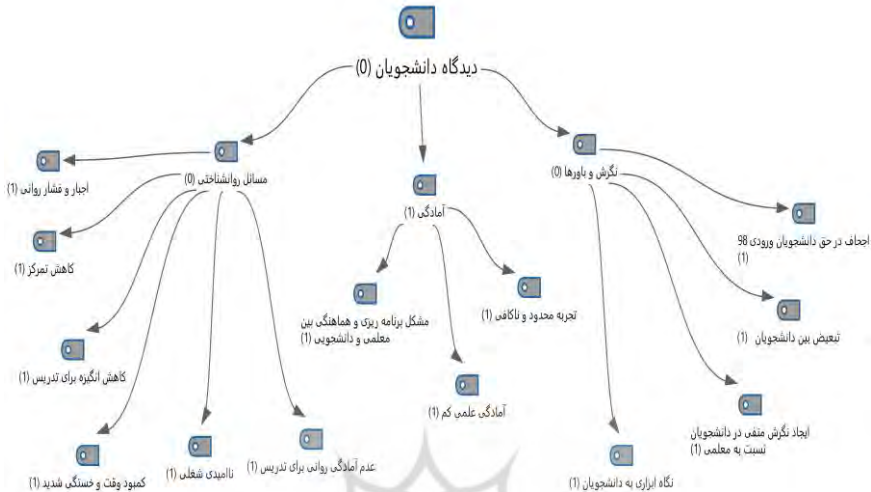 دیدگاه دانشجویان (0)
نگرش و باورها (0)
آمادگی (1)
مسائل روانشناختی (0)
اجحاف در حق دانشجویان ورودی 98
(1)
تبعیض بین دانشجویان (1)
ایجاد نگرش منفی در دانشجویان
نسبت به معلمی (1)
نگاه ابزاری به دانشجویان (1)
تجربه محدود و ناکافی (1)
آمادگی علمی کم (1)
مشکل برنامه ریزی و هماهنگی بین
معلمی و دانشجویی (1)
اجبار و فشار روانی (1)
کاهش تمرکز (1)
کاهش انگیزه برای تدریس (1)
کمبود وقت و خستگی شدید (1)
ناامیدی شغلی (1)
عدم آمادگی روانی برای تدریس (1)